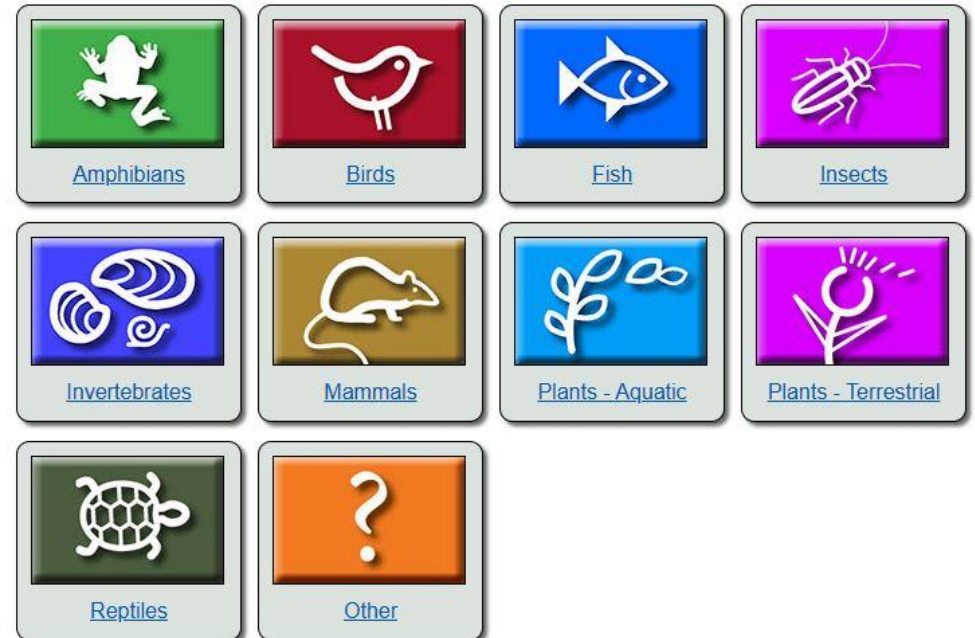 Amphibians
Birds
Fish
Insects
Invertebrates
Mammals
Plants - Aquatic
Plants - Terrestrial
?
Reptiles
Other